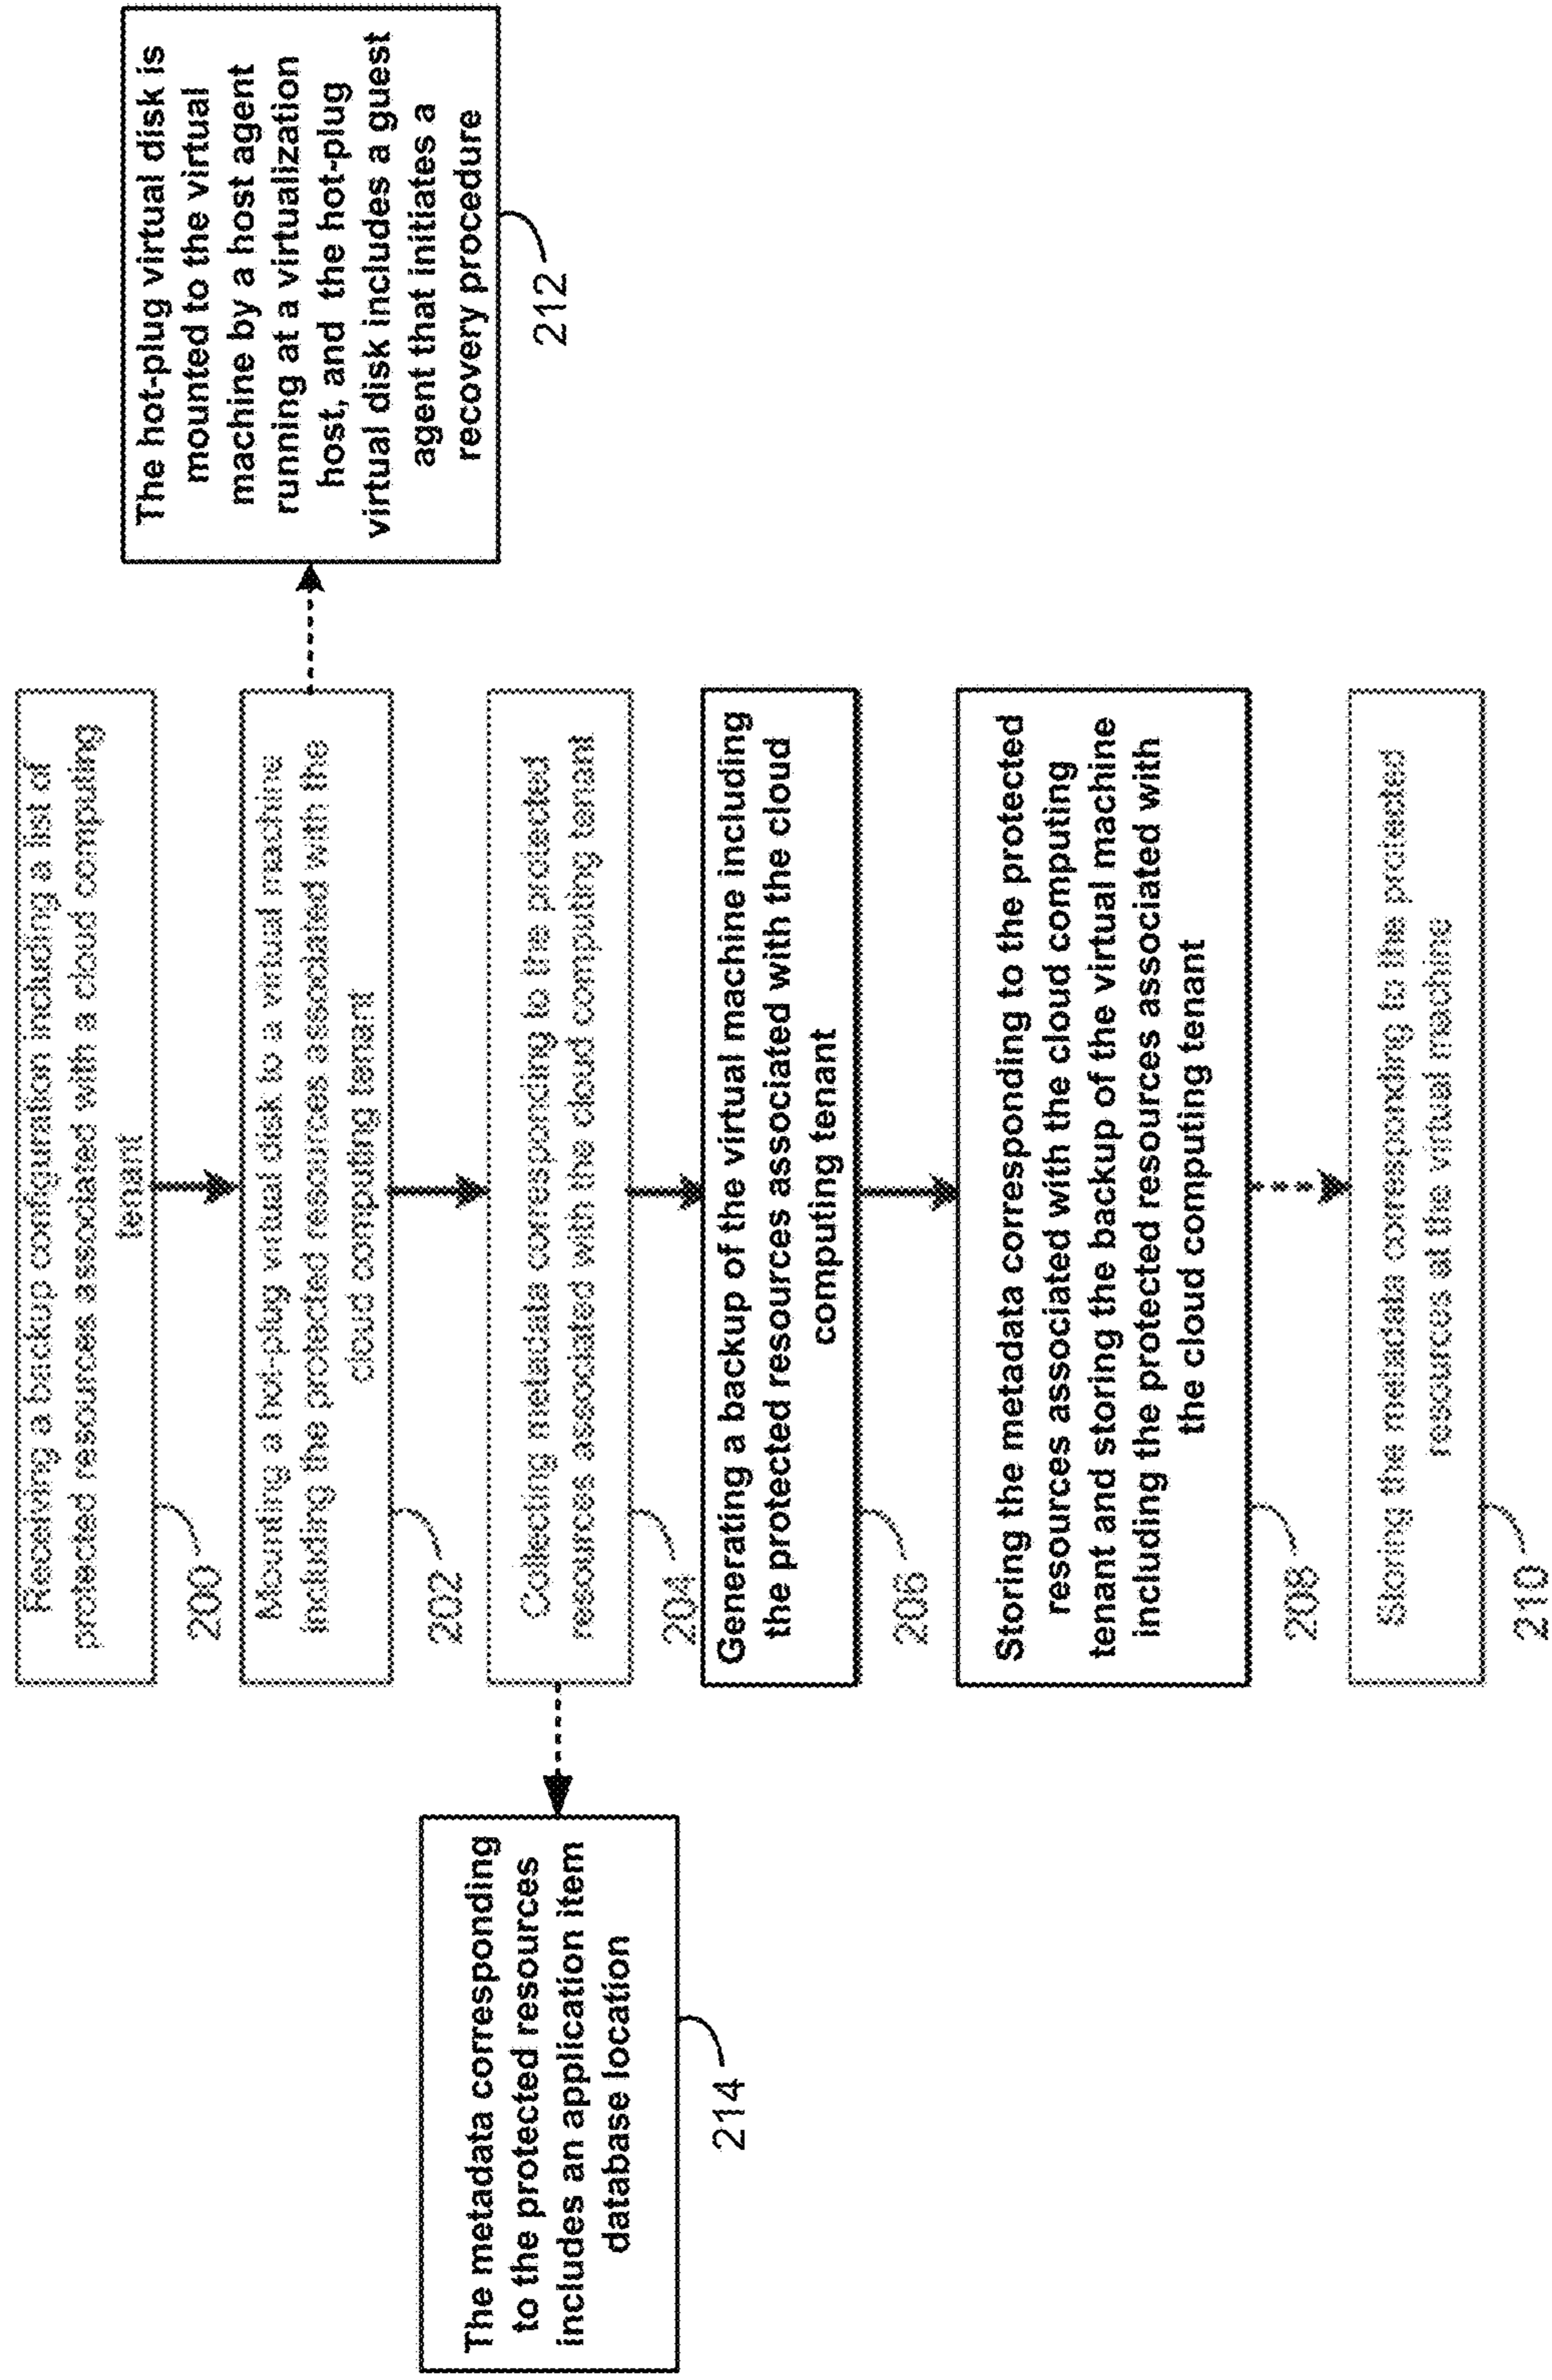 Receiving a backup configuration including a list of
protected resources associated with a cloud computing
tenant
200
Mounting a hot-plug virtual disk to a virtual machine
including the protected resources associated with the
cloud computing tenant
202
The hot-plug virtual disk is
mounted to the virtual
machine by a host agent
running at a virtualization
host, and the hot-plug
virtual disk includes a guest
agent that initiates a
recovery procedure
212
Collecting metadata corresponding to the protected
resources associated with the cloud computing tenant
204
The metadata corresponding
to the protected resources
includes an application item
database location
214
Generating a backup of the virtual machine including
the protected resources associated with the cloud
computing tenant
206
Storing the metadata corresponding to the protected
resources associated with the cloud computing
tenant and storing the backup of the virtual machine
including the protected resources associated with
the cloud computing tenant
208
Storing the metadata corresponding to the protected
resources at the virtual machine
210